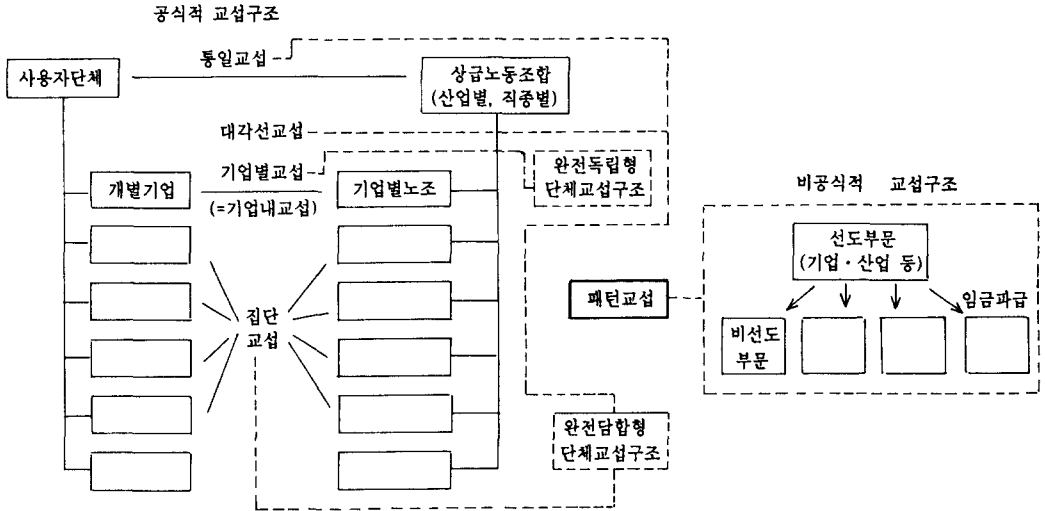 공식적 교섭구조
통일교섭
사용자단체
상급노동조합
(산업별, 직종별)
대각선교섭
기업별교섭
개별기업
(=기업내교섭)
기업별노조
완전독립형
단체교섭구조
집단
교섭
완전담합형
단체교섭구조
패턴교섭
비공식적 교섭구조
선도부문
(기업·산업 등)
임금파급
비선도
부문